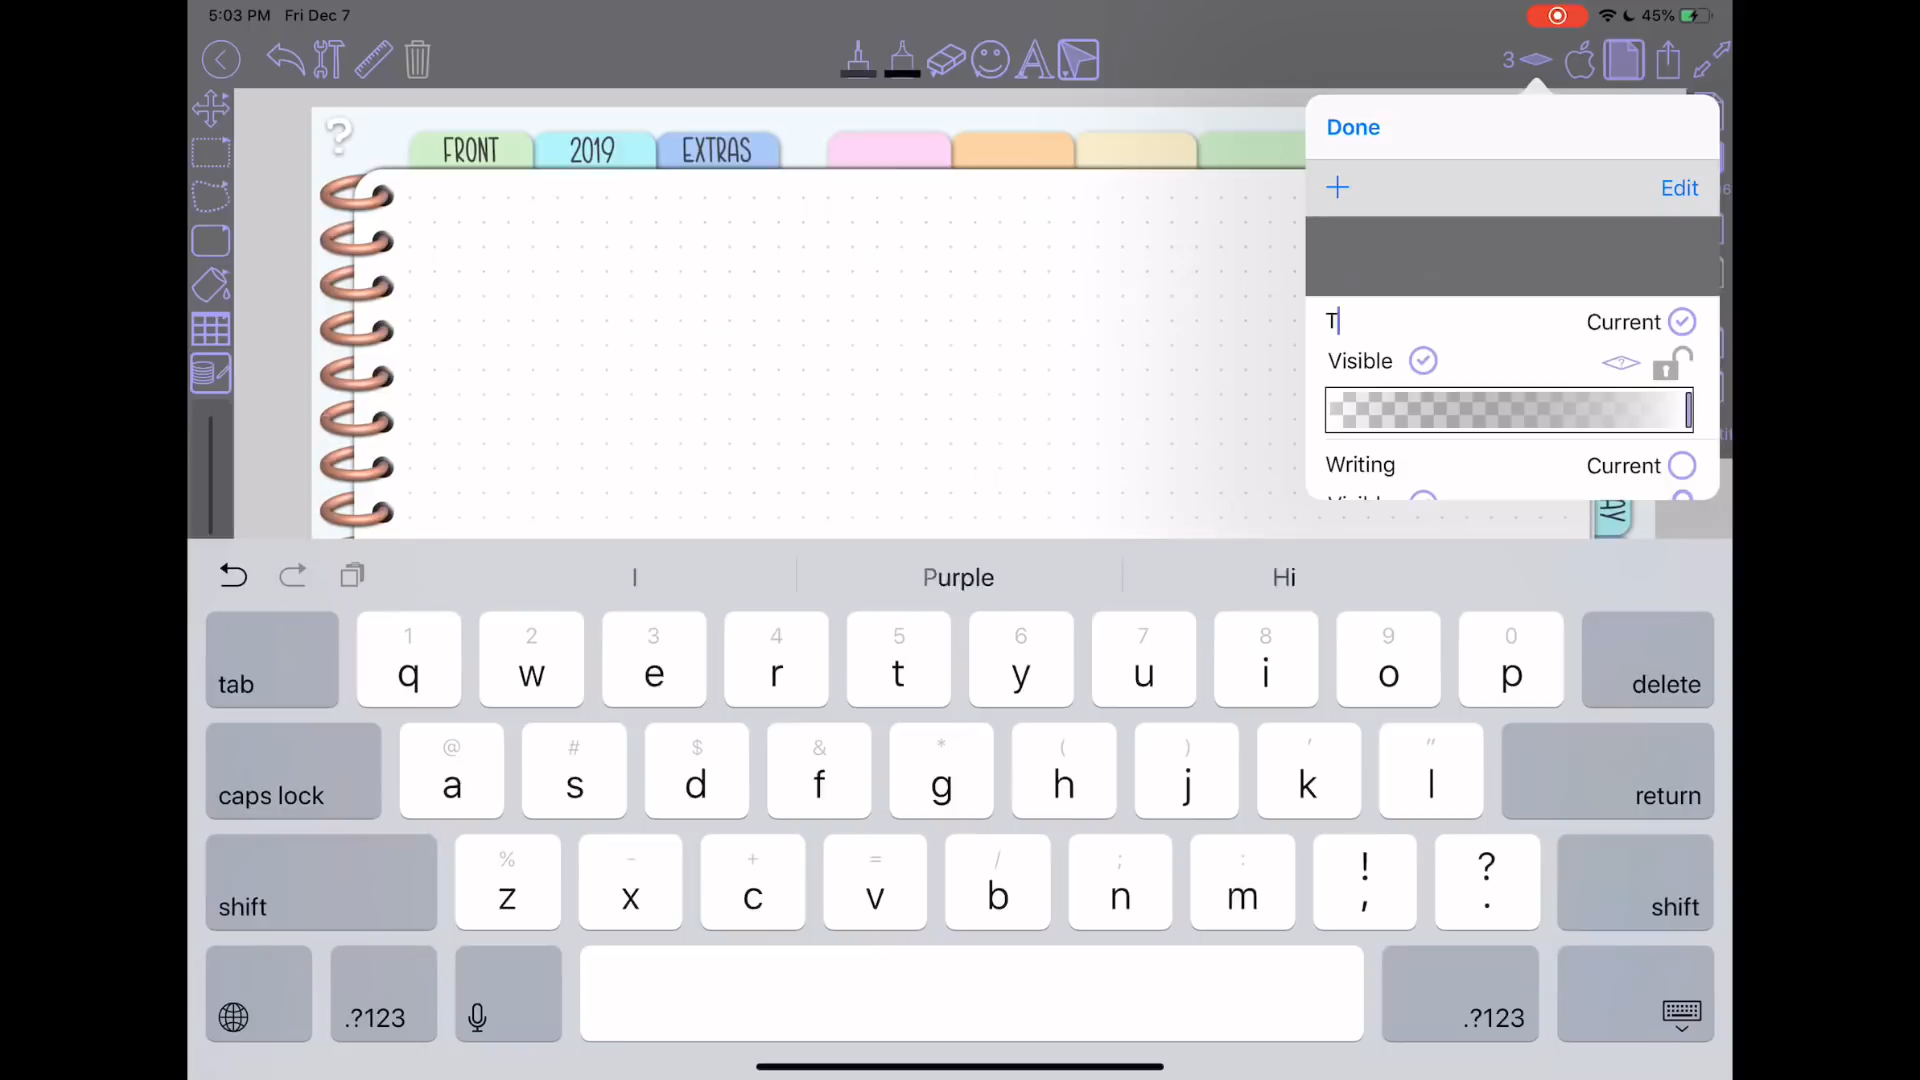 5:03 PM Fri Dec 7
45%
3
FRONT 2019 EXTRAS
Done
+ Edit
T Current
Visible
Writing Current
I Purple Hi
tab 1 q 2 w 3 e 4 r 5 t 6 y 7 u 8 i 9 o 0 p delete
caps lock @ a # s $ d & f * g ( h ) j ' k " l return
shift % z - x + c = v / b ; n : m ! , ? . shift
.?123 .?123